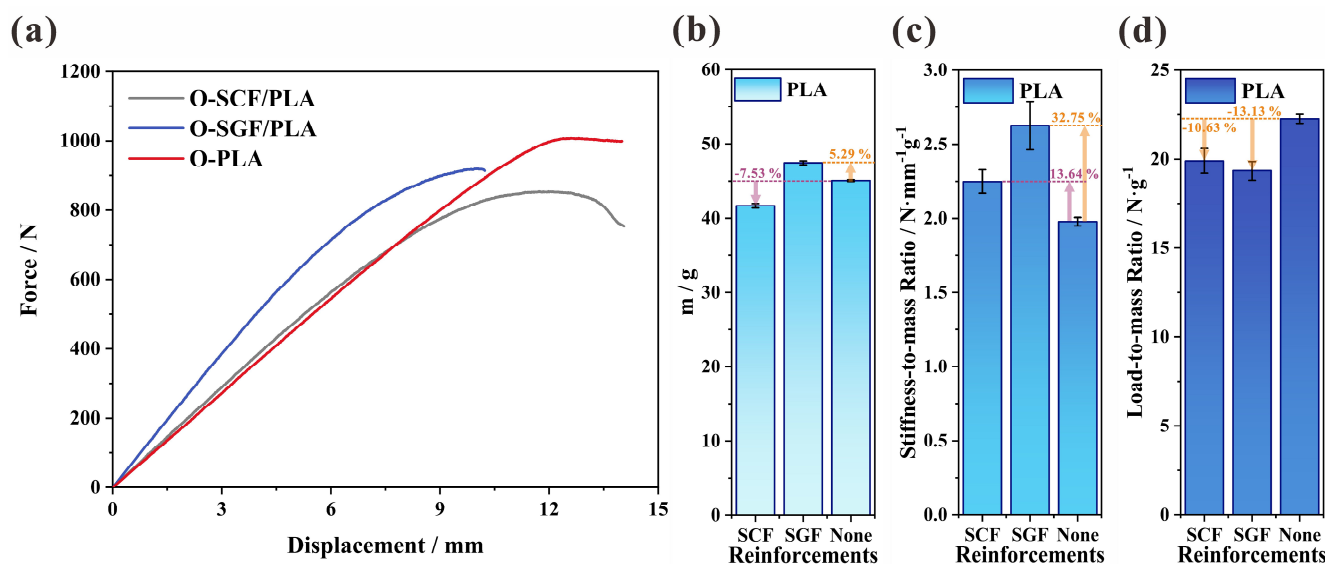 (a)
1200
1000
800
600
400
200
0
0 3 6 9 12 15
Force / N
Displacement / mm
O-SCF/PLA
O-SGF/PLA
O-PLA
(b)
60
50
40
30
20
10
0
m / g
PLA
-7.53 %
5.29 %
SCF SGF None
Reinforcements
(c)
3.0
2.5
2.0
1.5
1.0
0.5
0.0
Stiffness-to-mass Ratio / N·mm⁻¹g⁻¹
PLA
32.75 %
13.64 %
SCF SGF None
Reinforcements
(d)
25
20
15
10
5
0
Load-to-mass Ratio / N·g⁻¹
PLA
-13.13 %
-10.63 %
SCF SGF None
Reinforcements